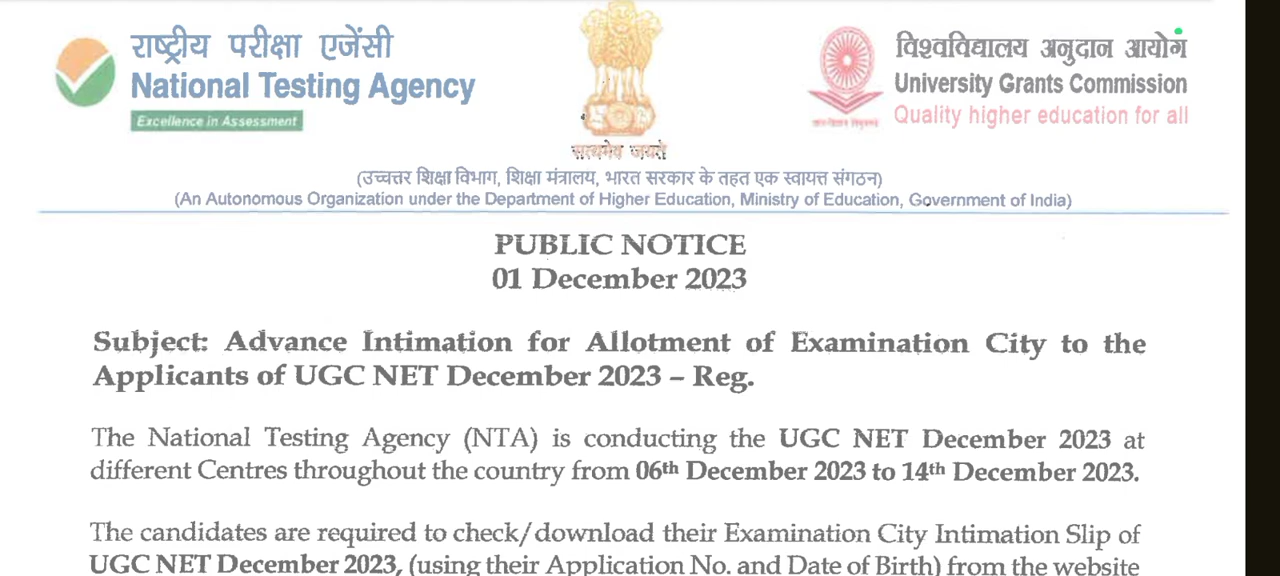 राष्ट्रीय परीक्षा एजेंसी
National Testing Agency
Excellence in Assessment
सत्यमेव जयते
विश्वविद्यालय अनुदान आयोग
University Grants Commission
Quality higher education for all
(उच्चत्तर शिक्षा विभाग, शिक्षा मंत्रालय, भारत सरकार के तहत एक स्वायत्त संगठन)
(An Autonomous Organization under the Department of Higher Education, Ministry of Education, Government of India)
PUBLIC NOTICE
01 December 2023
Subject: Advance Intimation for Allotment of Examination City to the
Applicants of UGC NET December 2023 – Reg.
The National Testing Agency (NTA) is conducting the UGC NET December 2023 at
different Centres throughout the country from 06th December 2023 to 14th December 2023.
The candidates are required to check/download their Examination City Intimation Slip of
UGC NET December 2023, (using their Application No. and Date of Birth) from the website